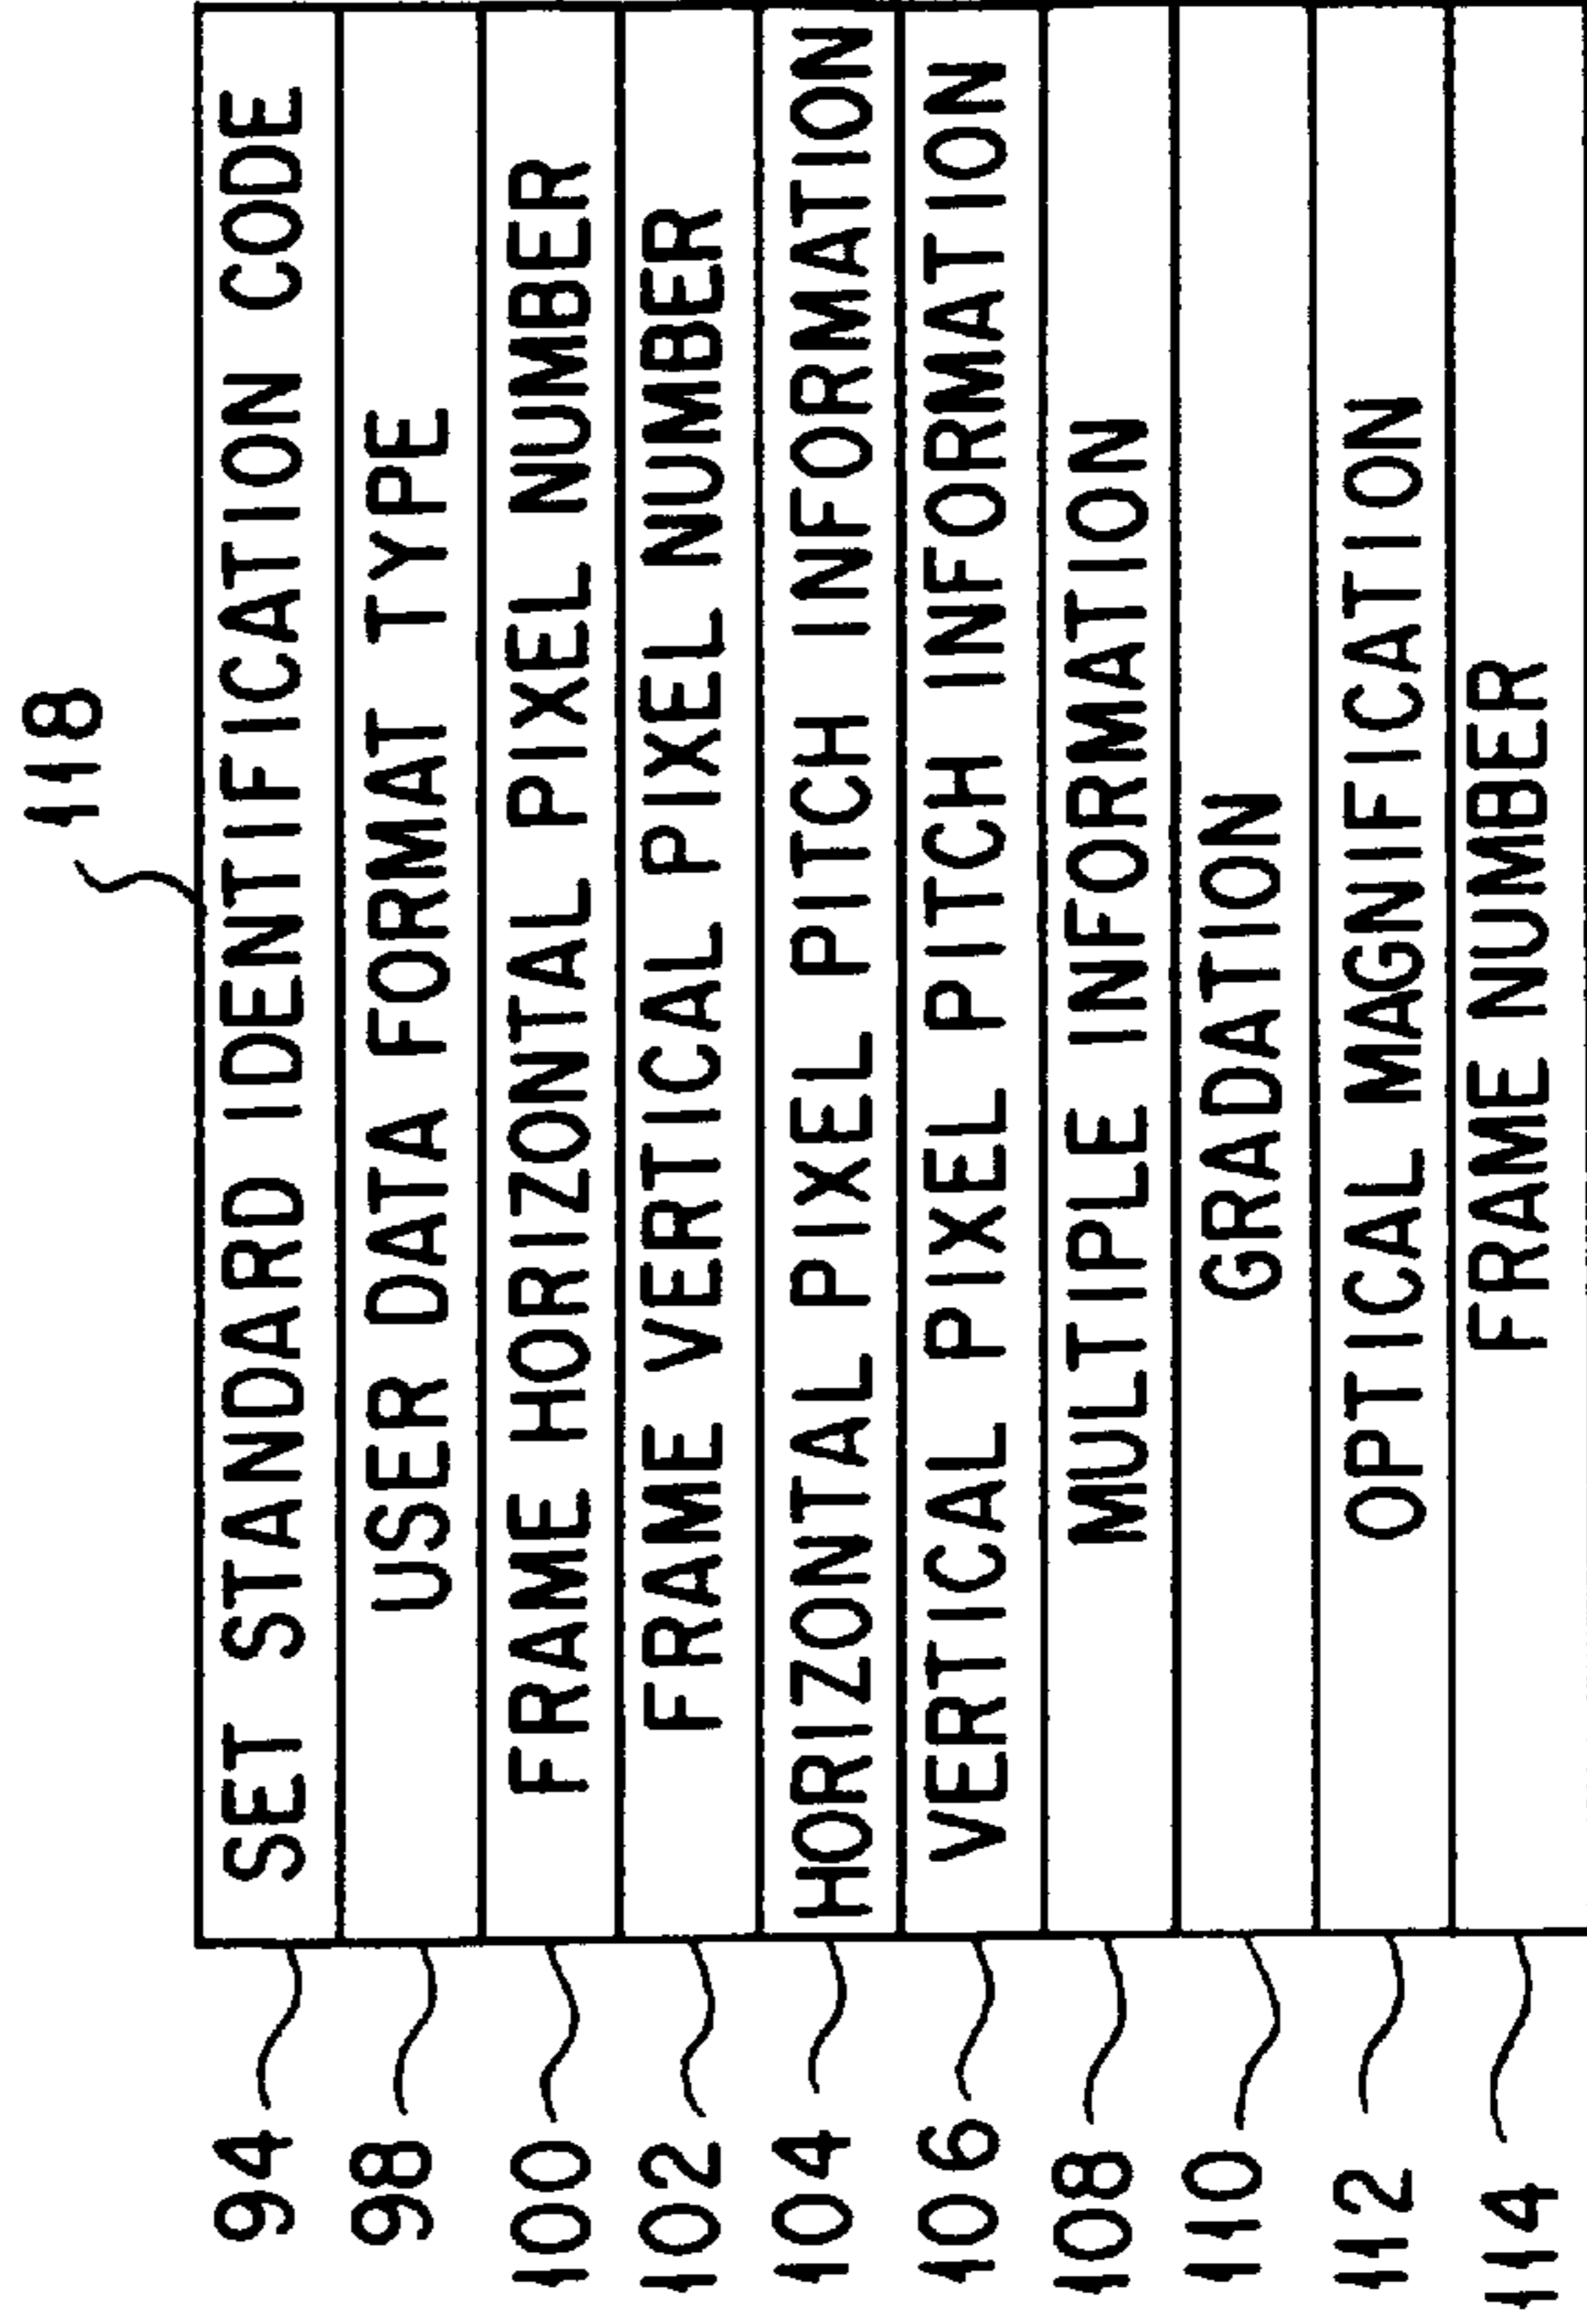 118
94 SET STANDARD IDENTIFICATION CODE
98 USER DATA FORMAT TYPE
100 FRAME HORIZONTAL PIXEL NUMBER
102 FRAME VERTICAL PIXEL NUMBER
104 HORIZONTAL PIXEL PITCH INFORMATION
106 VERTICAL PIXEL PITCH INFORMATION
108 MULTIPLE INFORMATION
110 GRADATION
112 OPTICAL MAGNIFICATION
114 FRAME NUMBER